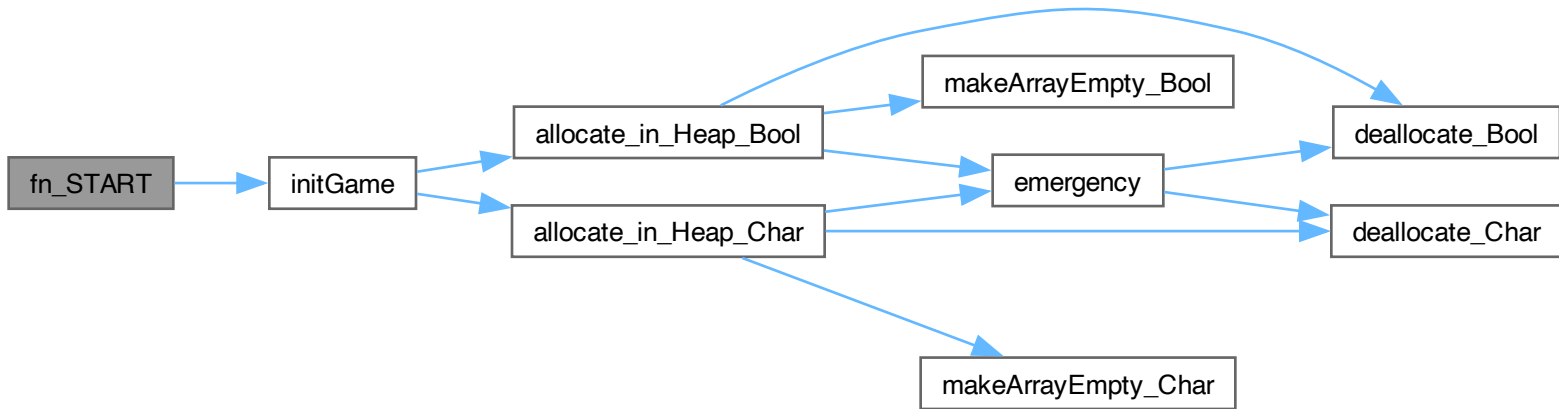 fn_START
initGame
allocate_in_Heap_Bool
allocate_in_Heap_Char
makeArrayEmpty_Bool
emergency
makeArrayEmpty_Char
deallocate_Bool
deallocate_Char